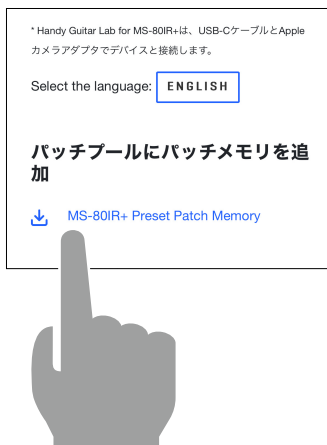 * Handy Guitar Lab for MS-80IR+は、USB-CケーブルとApple
カメラアダプタでデバイスと接続します。
Select the language: ENGLISH
パッチプールにパッチメモリを追
加
MS-80IR+ Preset Patch Memory